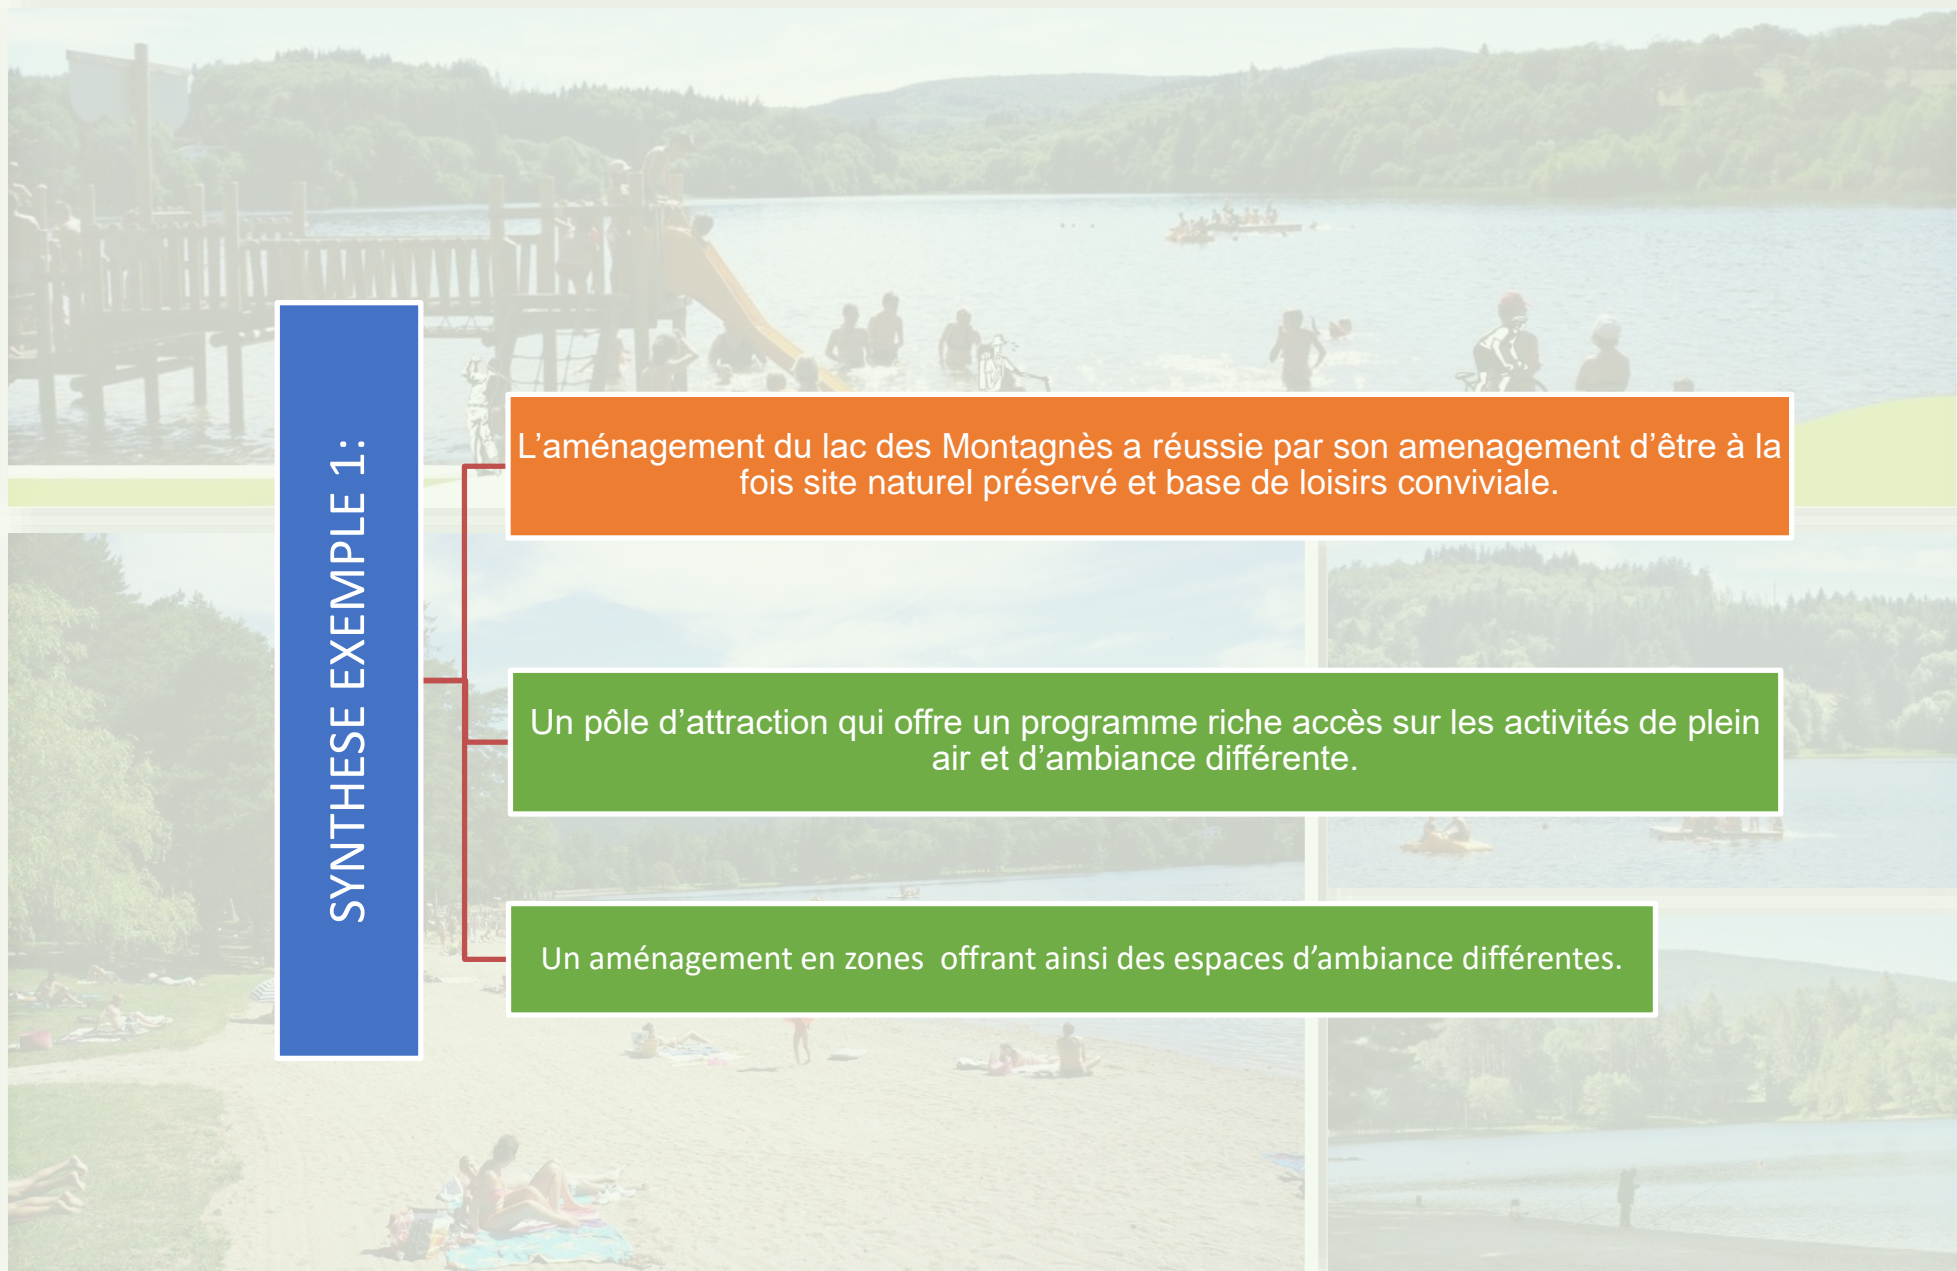 SYNTHESE EXEMPLE 1:
L’aménagement du lac des Montagnès a réussie par son amenagement d’être à la
fois site naturel préservé et base de loisirs conviviale.
Un pôle d’attraction qui offre un programme riche accès sur les activités de plein
air et d’ambiance différente.
Un aménagement en zones  offrant ainsi des espaces d’ambiance différentes.